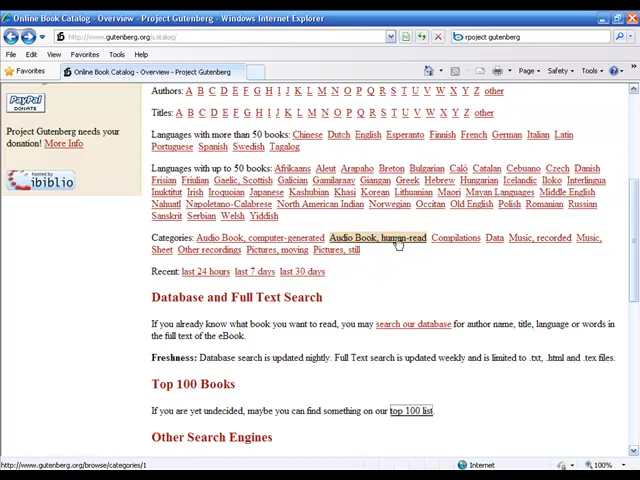 Online Book Catalog - Overview - Project Gutenberg - Windows Internet Explorer
http://www.gutenberg.org/catalog/
rpoject gutenberg
File Edit View Favorites Tools Help
Favorites Online Book Catalog - Overview - Project Gutenberg Page Safety Tools
Authors: A B C D E F G H I J K L M N O P Q R S T U V W X Y Z other
PayPal
DONATE
Titles: A B C D E F G H I J K L M N O P Q R S T U V W X Y Z other
Project Gutenberg needs your
donation! More Info
Languages with more than 50 books: Chinese Dutch English Esperanto Finnish French German Italian Latin
Portuguese Spanish Swedish Tagalog
hosted by
ibiblio
Languages with up to 50 books: Afrikaans Aleut Arapaho Breton Bulgarian Caló Catalan Cebuano Czech Danish
Frisian Friulian Gaelic, Scottish Galician Gamilaraay Giangan Greek Hebrew Hungarian Icelandic Iloko Interlingua
Inuktitut Irish Iroquoian Japanese Kashubian Khasi Korean Lithuanian Maori Mayan Languages Middle English
Nahuatl Napoletano-Calabrese North American Indian Norwegian Occitan Old English Polish Romanian Russian
Sanskrit Serbian Welsh Yiddish
Categories: Audio Book, computer-generated Audio Book, human-read Compilations Data Music, recorded Music,
Sheet Other recordings Pictures, moving Pictures, still
Recent: last 24 hours last 7 days last 30 days
Database and Full Text Search
If you already know what book you want to read, you may search our database for author name, title, language or words in
the full text of the eBook.
Freshness: Database search is updated nightly. Full Text search is updated weekly and is limited to .txt, .html and .tex files.
Top 100 Books
If you are yet undecided, maybe you can find something on our top 100 list.
Other Search Engines
http://www.gutenberg.org/browse/categories/1 Internet 100%